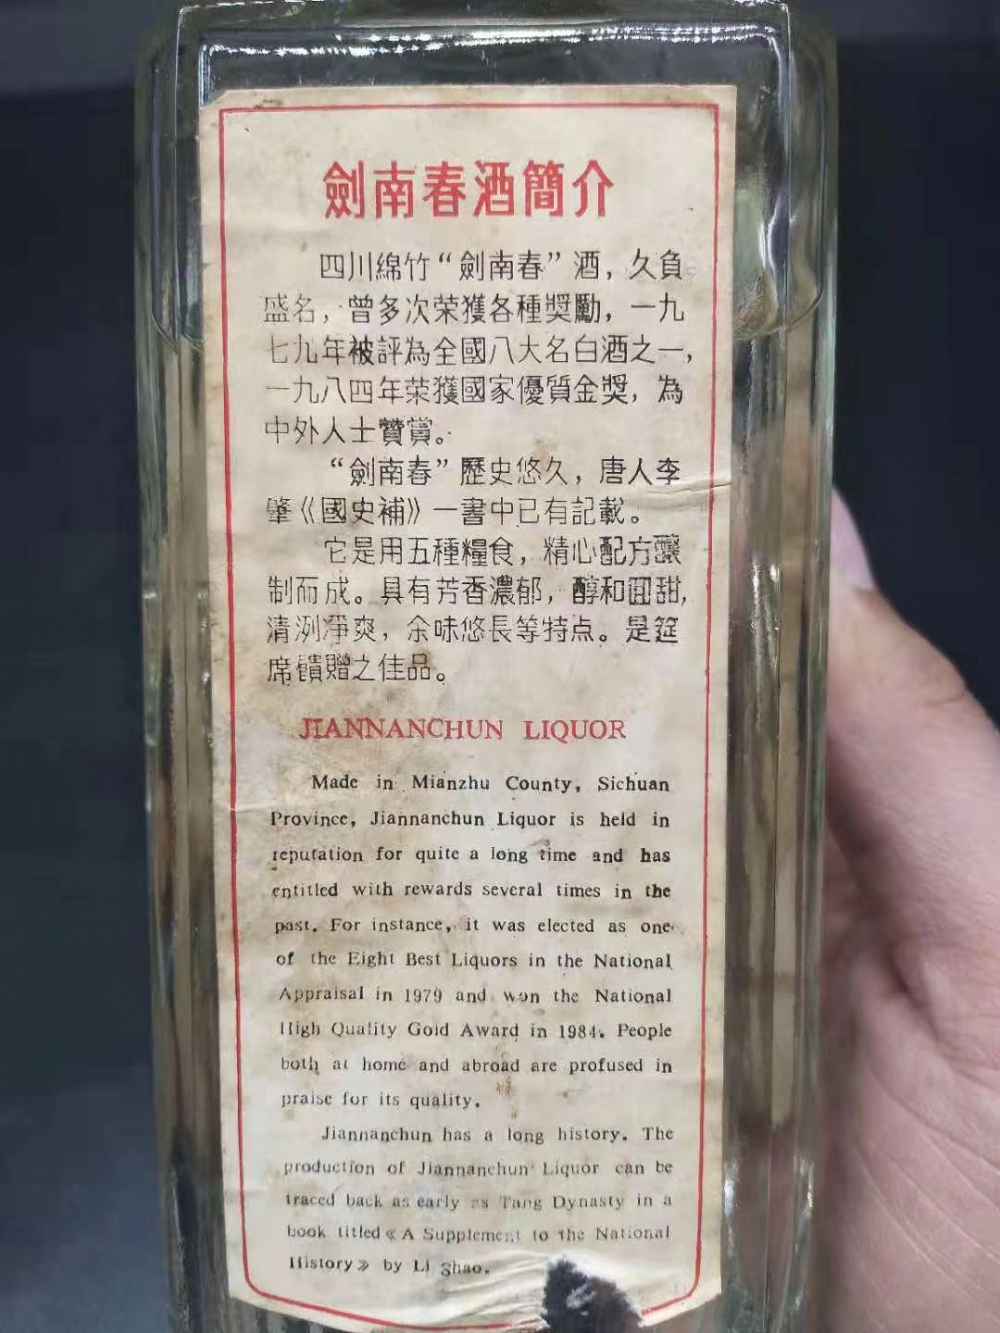 劍南春酒簡介
四川綿竹“劍南春”酒，久負
盛名，曾多次荣獲各種獎勵，一九
七九年被評為全國八大名白酒之一，
一九八四年荣獲國家優質金獎，為
中外人士贊賞。
“劍南春”歷史悠久，唐人李
肇《國史補》一書中已有記載。
它是用五種糧食，精心配方釀
制而成。具有芳香濃郁，醇和回甜，
清洌凈爽，余味悠長等特点。是筵
席饋贈之佳品。
JIANNANCHUN LIQUOR
Made in Mianzhu County, Sichuan
Province, Jiannanchun Liquor is held in
reputation for quite a long time and has
entitled with rewards several times in the
past. For instance, it was elected as one
of the Eight Best Liquors in the National
Appraisal in 1979 and won the National
High Quality Gold Award in 1984. People
both at home and abroad are profused in
praise for its quality.
Jiannanchun has a long history. The
production of Jiannanchun Liquor can be
traced back as early as Tang Dynasty in a
book titled《A Supplement to the National
History》 by Li Shao.